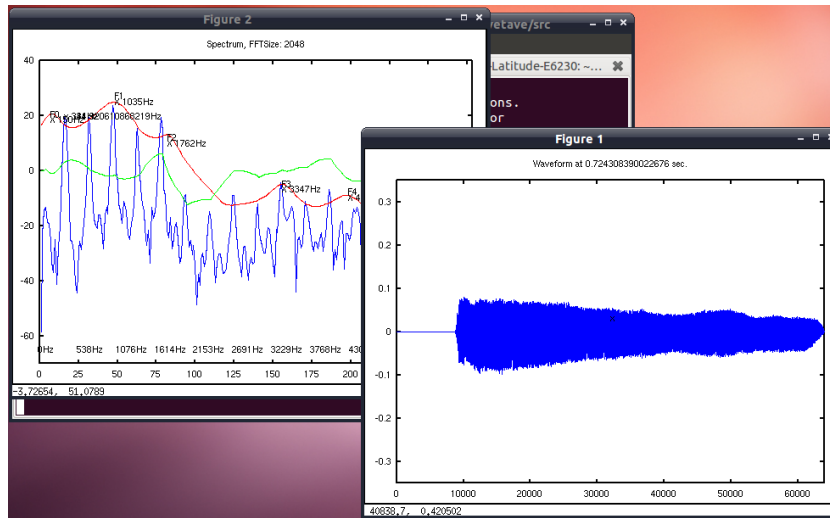 Figure 2
vetave/src
-Latitude-E6230: ~...
ons.
or
Spectrum, FFTSize: 2048
40
20
0
-20
-40
-60
F1
X 1035Hz
F2
X 1762Hz
F3
3347Hz
F4
0Hz 538Hz 1076Hz 1614Hz 2153Hz 2691Hz 3229Hz 3768Hz 430
0 25 50 75 100 125 150 175 200
-3.72654, 51.0789
Figure 1
Waveform at 0.724308390022676 sec.
0.3
0.2
0.1
0
-0.1
-0.2
-0.3
0 10000 20000 30000 40000 50000 60000
40838.7, 0.420502